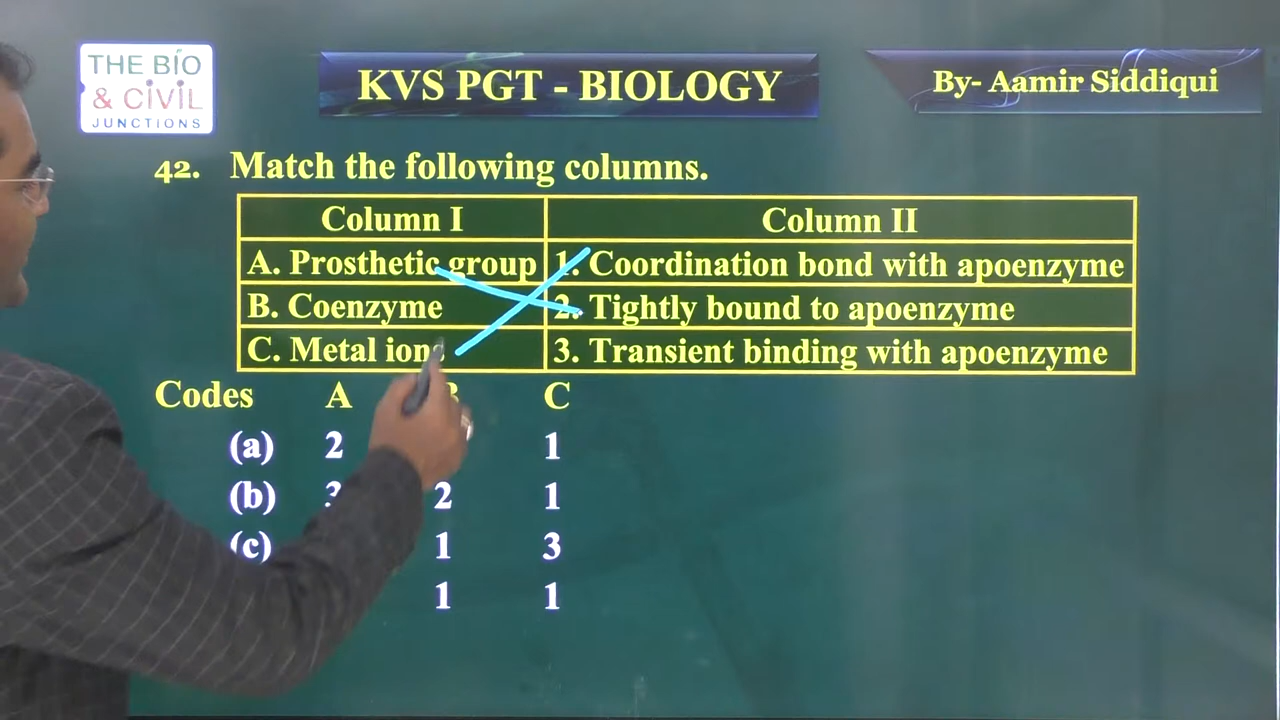 THE BIO
& CIVIL
JUNCTIONS
KVS PGT - BIOLOGY
By- Aamir Siddiqui
42. Match the following columns.
Column I Column II
A. Prosthetic group 1. Coordination bond with apoenzyme
B. Coenzyme 2. Tightly bound to apoenzyme
C. Metal ions 3. Transient binding with apoenzyme
Codes A B C
(a) 2 1
(b) 3 2 1
(c) 1 3
1 1